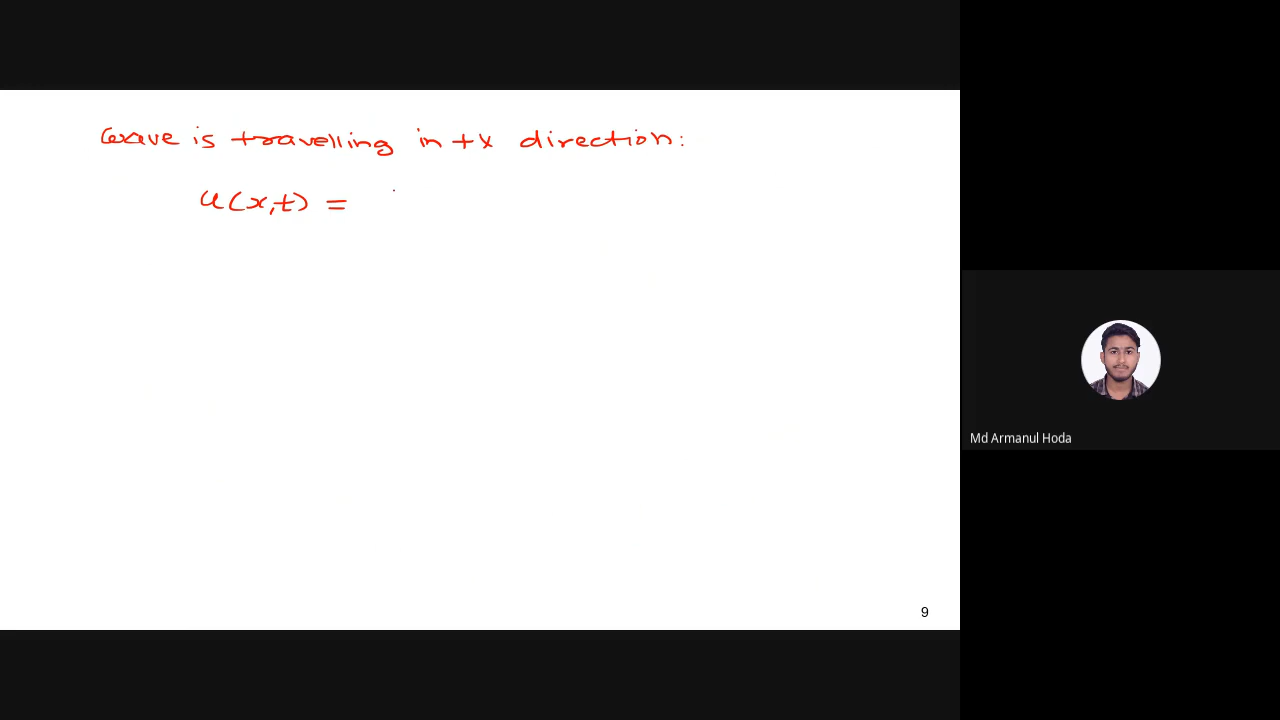 wave is travelling in +x direction:
u(x,t) =
Md Armanul Hoda
9